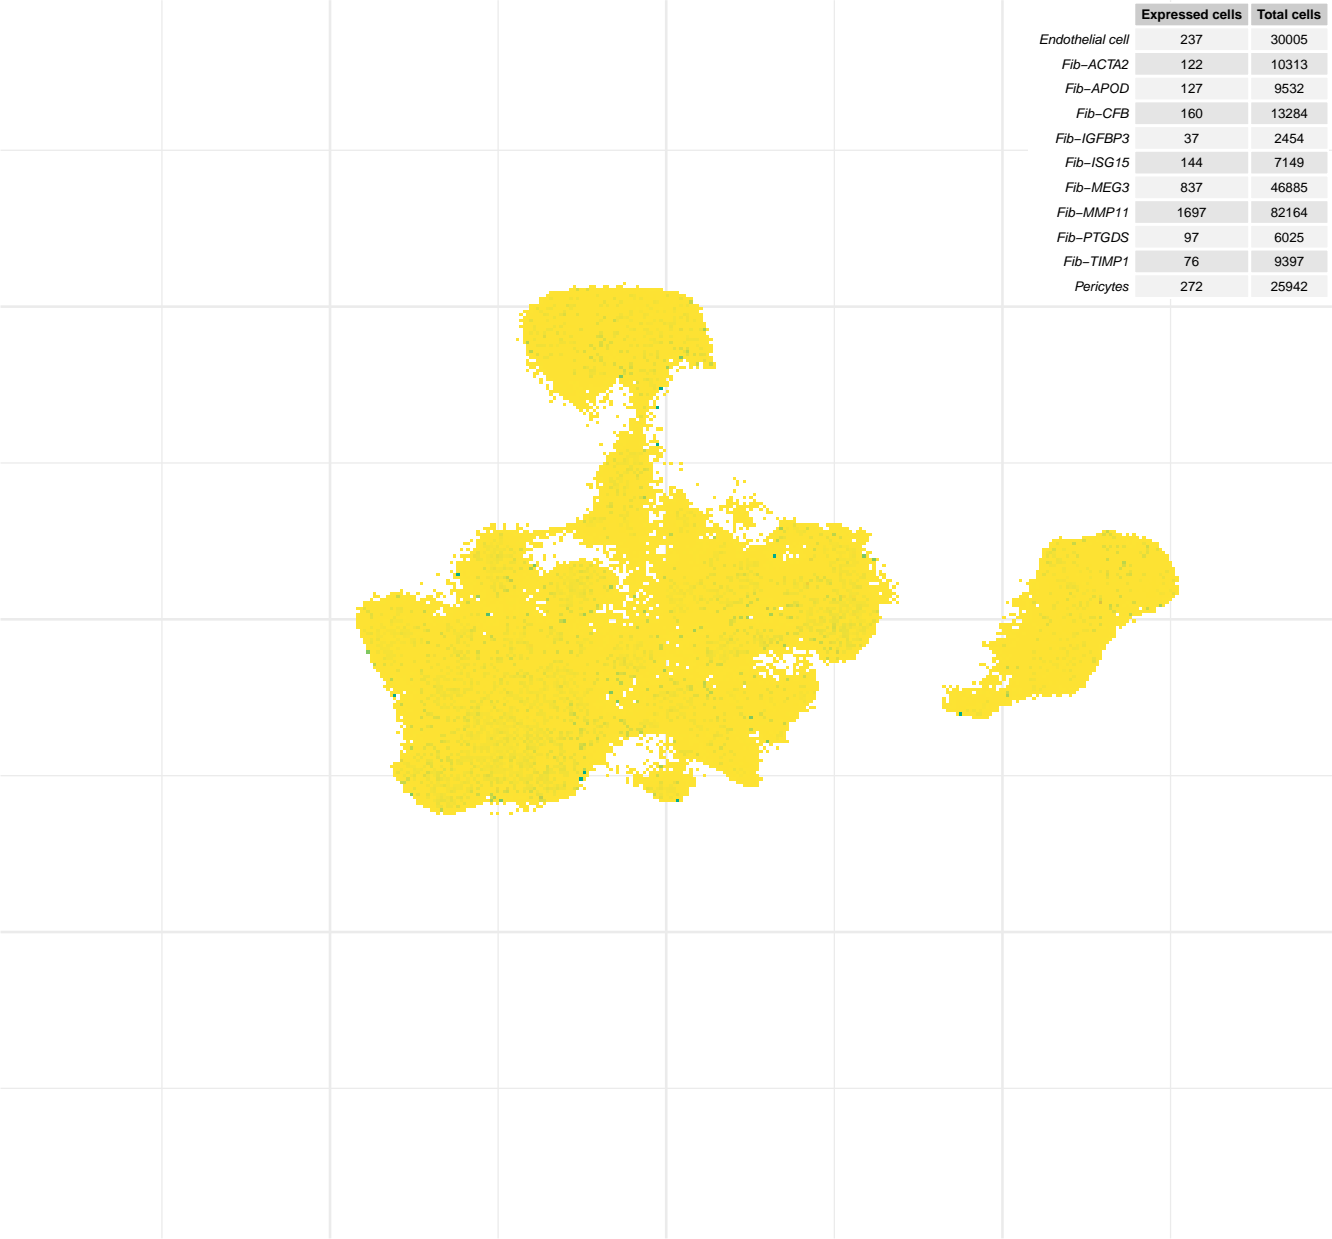 Expressed cells Total cells
Endothelial cell 237 30005
Fib−ACTA2 122 10313
Fib−APOD 127 9532
Fib−CFB 160 13284
Fib−IGFBP3 37 2454
Fib−ISG15 144 7149
Fib−MEG3 837 46885
Fib−MMP11 1697 82164
Fib−PTGDS 97 6025
Fib−TIMP1 76 9397
Pericytes 272 25942